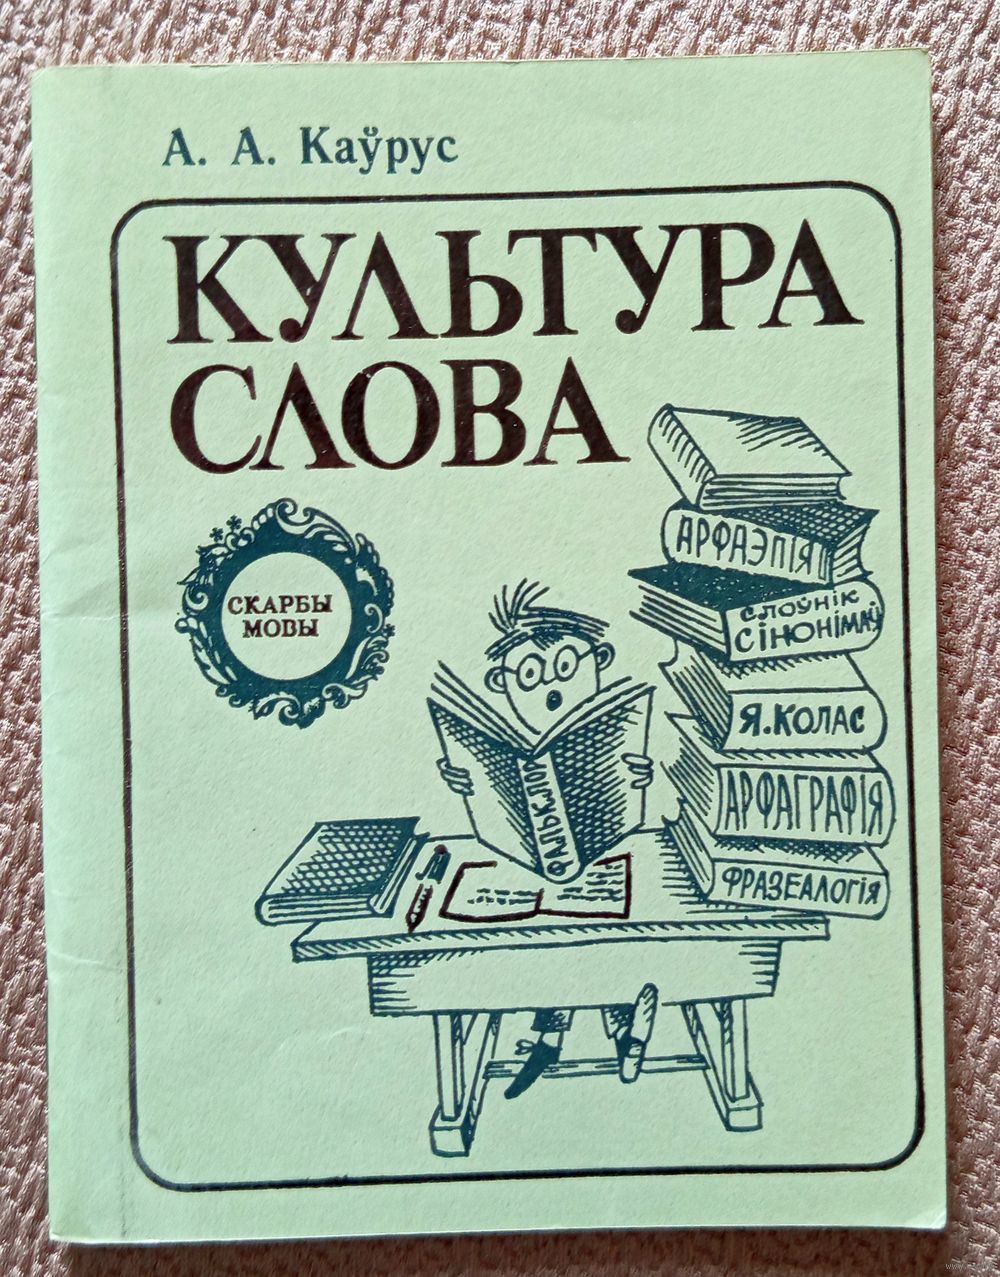 А. А. Каўрус
КУЛЬТУРА
СЛОВА
СКАРБЫ
МОВЫ
АРФАЭПІЯ
СЛОЎНІК
СІНОНІМАЎ
Я.КОЛАС
АРФАГРАФІЯ
ФРАЗЕАЛОГІЯ
ФАЛЬКЛОР